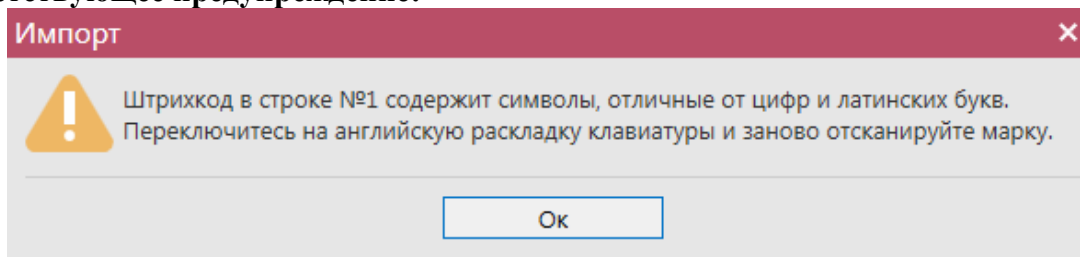 предупреждение.
Импорт
Штрихкод в строке №1 содержит символы, отличные от цифр и латинских букв.
Переключитесь на английскую раскладку клавиатуры и заново отсканируйте марку.
Ок